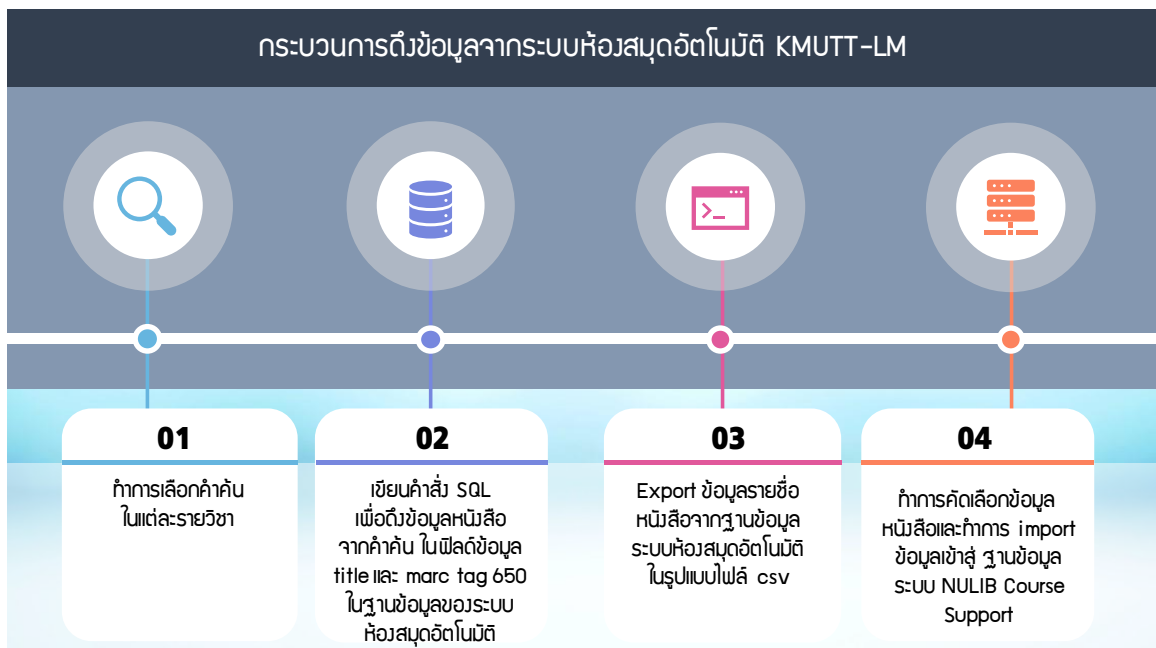 กระบวนการดึงข้อมูลจากระบบห้องสมุดอัตโนมัติ KMUTT-LM
01
ทำการเลือกคำค้น
ในแต่ละรายวิชา
02
เขียนคำสั่ง SQL
เพื่อดึงข้อมูลหนังสือ
จากคำค้น ในฟิลด์ข้อมูล
title และ marc tag 650
ในฐานข้อมูลของระบบ
ห้องสมุดอัตโนมัติ
03
Export ข้อมูลรายชื่อ
หนังสือจากฐานข้อมูล
ระบบห้องสมุดอัตโนมัติ
ในรูปแบบไฟล์ csv
04
ทำการคัดเลือกข้อมูล
หนังสือและทำการ import
ข้อมูลเข้าสู่ ฐานข้อมูล
ระบบ NULIB Course
Support